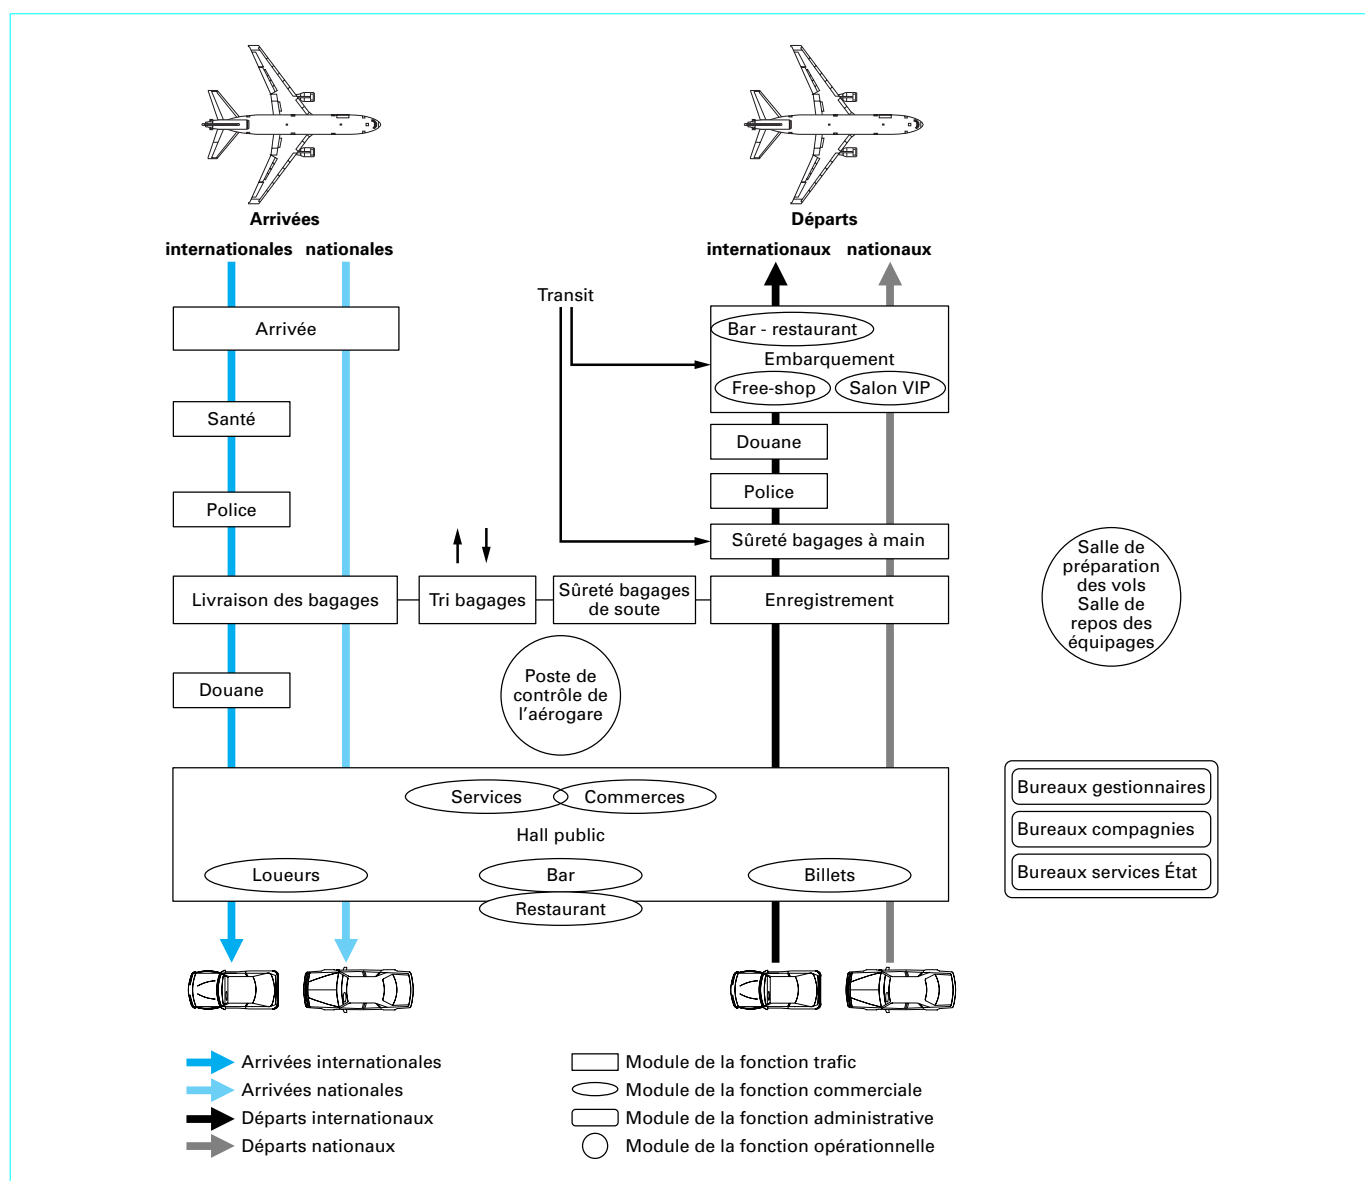 Arrivées
internationales nationales
Départs
internationaux nationaux
Transit
Arrivée
Bar - restaurant
Embarquement
Free-shop
Salon VIP
Santé
Douane
Police
Police
Sûreté bagages à main
Livraison des bagages
Tri bagages
Sûreté bagages
de soute
Enregistrement
Salle de
préparation
des vols
Salle de
repos des
équipages
Douane
Poste de
contrôle de
l'aérogare
Services
Commerces
Hall public
Loueurs
Bar
Restaurant
Billets
Bureaux gestionnaires
Bureaux compagnies
Bureaux services État
Arrivées internationales
Arrivées nationales
Départs internationaux
Départs nationaux
Module de la fonction trafic
Module de la fonction commerciale
Module de la fonction administrative
Module de la fonction opérationnelle